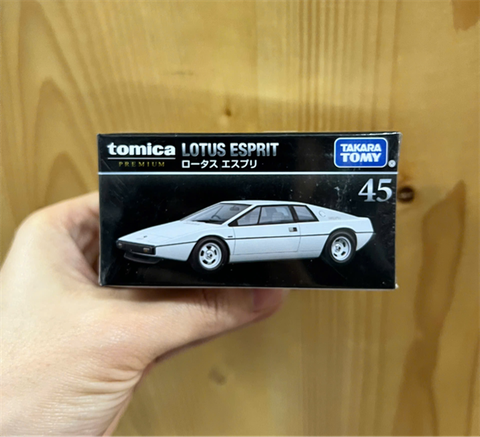 tomica LOTUS ESPRIT
PREMIUM ロータス エスプリ
TAKARA
TOMY
45